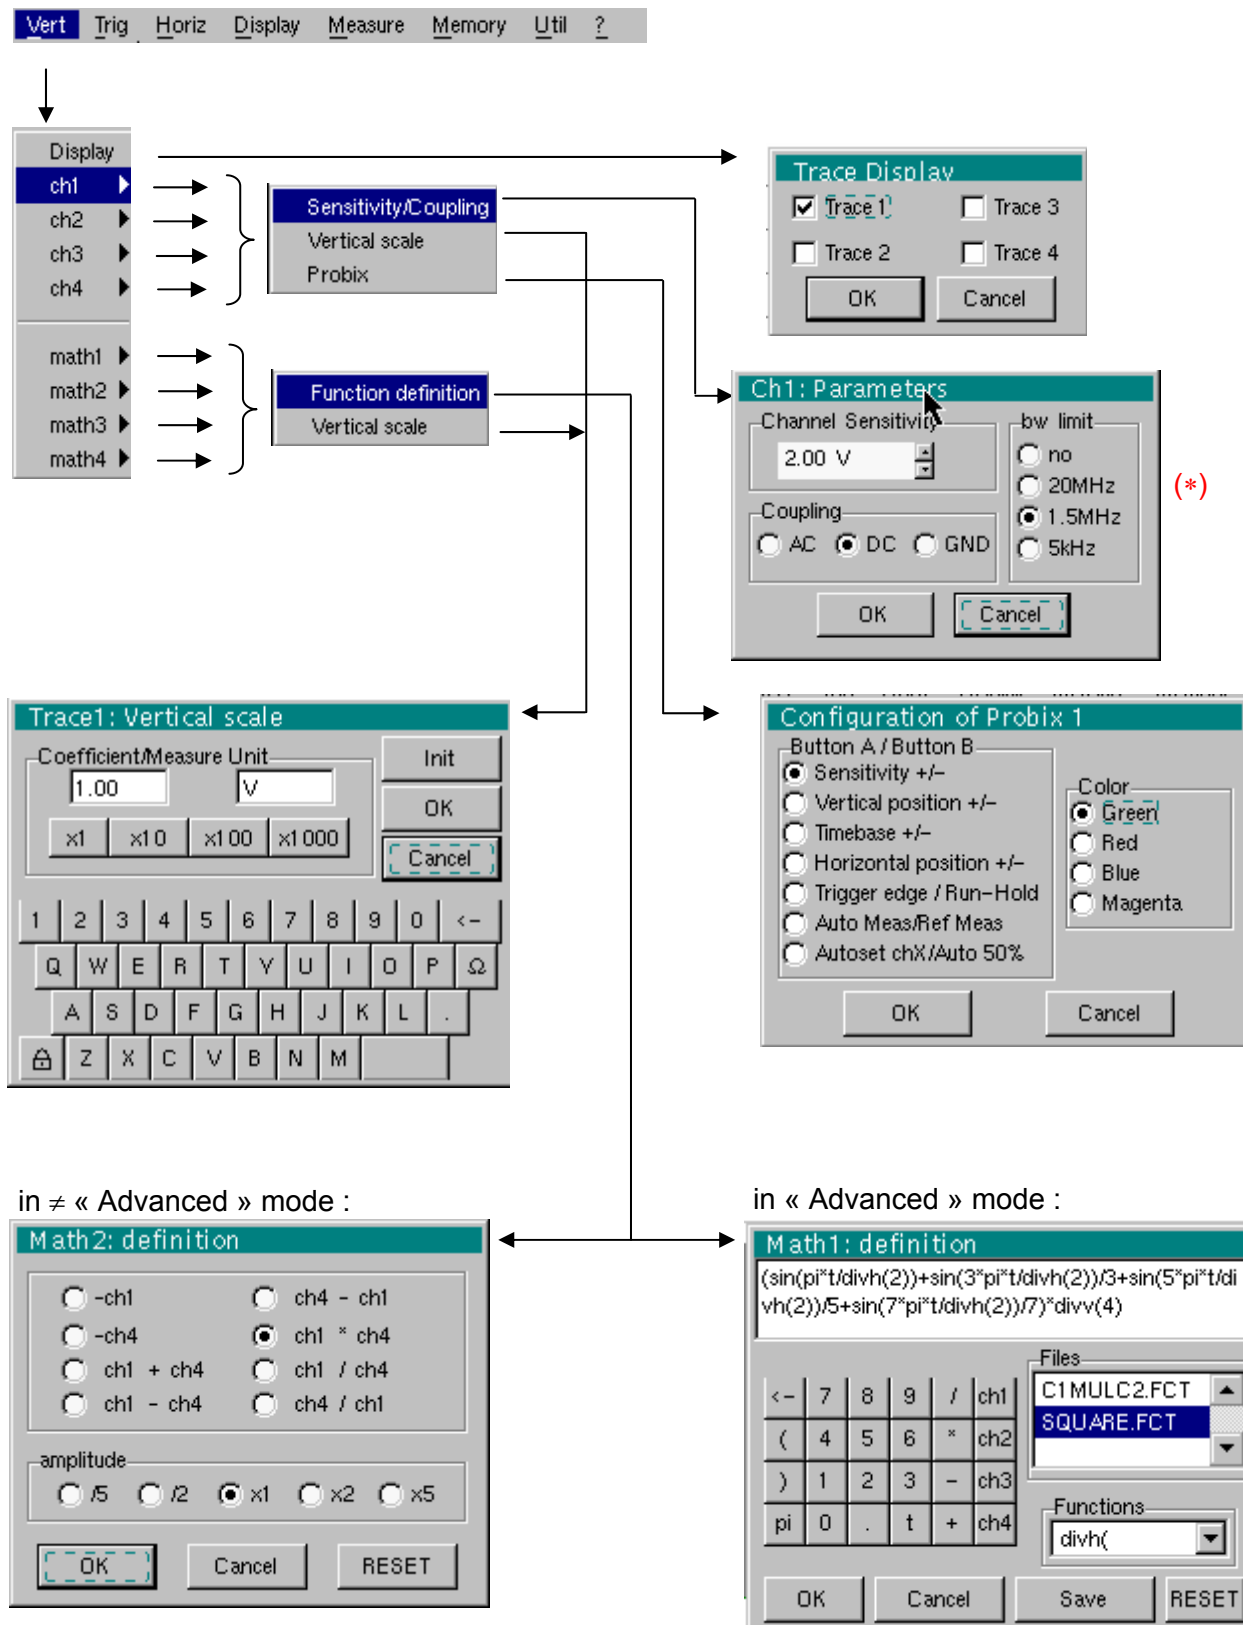 Vert Trig Horiz Display Measure Memory Util ?
Display
ch1
ch2
ch3
ch4
math1
math2
math3
math4
Sensitivity/Coupling
Vertical scale
Probix
Function definition
Vertical scale
Trace Display
Trace 1 Trace 3
Trace 2 Trace 4
OK Cancel
Ch1: Parameters
Channel Sensitivity
2.00 V
Coupling
AC DC GND
bw limit
no
20MHz
1.5MHz
5kHz
OK Cancel
(*)
Trace1: Vertical scale
Coefficient/Measure Unit
1.00 V
x1 x10 x100 x1000
Init
OK
Cancel
1 2 3 4 5 6 7 8 9 0 <-
Q W E R T Y U I O P Ω
A S D F G H J K L .
Z X C V B N M
Configuration of Probix 1
Button A / Button B
Sensitivity +/-
Vertical position +/-
Timebase +/-
Horizontal position +/-
Trigger edge / Run-Hold
Auto Meas/Ref Meas
Autoset chX/Auto 50%
Color
Green
Red
Blue
Magenta
OK Cancel
in ≠ « Advanced » mode :
Math2: definition
-ch1 ch4 - ch1
-ch4 ch1 * ch4
ch1 + ch4 ch1 / ch4
ch1 - ch4 ch4 / ch1
amplitude
/5 /2 x1 x2 x5
OK Cancel RESET
in « Advanced » mode :
Math1: definition
(sin(pi*t/divh(2))+sin(3*pi*t/divh(2))/3+sin(5*pi*t/di
vh(2))/5+sin(7*pi*t/divh(2))/7)*divv(4)
<- 7 8 9 / ch1
( 4 5 6 * ch2
) 1 2 3 - ch3
pi 0 . t + ch4
Files
C1MULC2.FCT
SQUARE.FCT
Functions
divh(
OK Cancel Save RESET